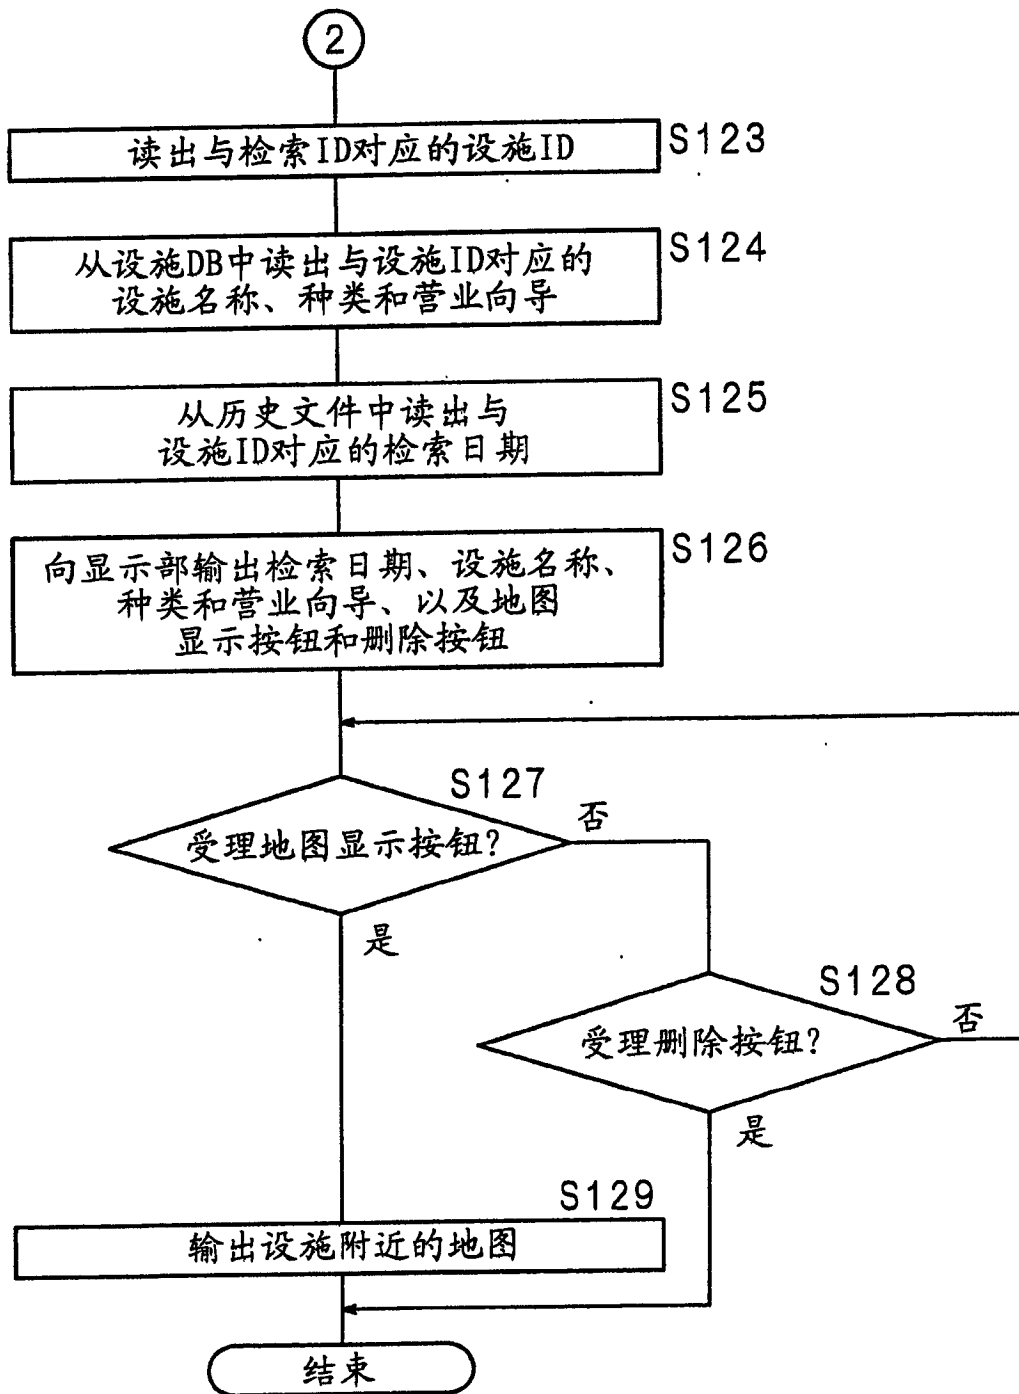 2
S123
读出与检索ID对应的设施ID
S124
从设施DB中读出与设施ID对应的
设施名称、种类和营业向导
S125
从历史文件中读出与
设施ID对应的检索日期
S126
向显示部输出检索日期、设施名称、
种类和营业向导、以及地图
显示按钮和删除按钮
S127
受理地图显示按钮?
否
是
S128
受理删除按钮?
否
是
S129
输出设施附近的地图
结束